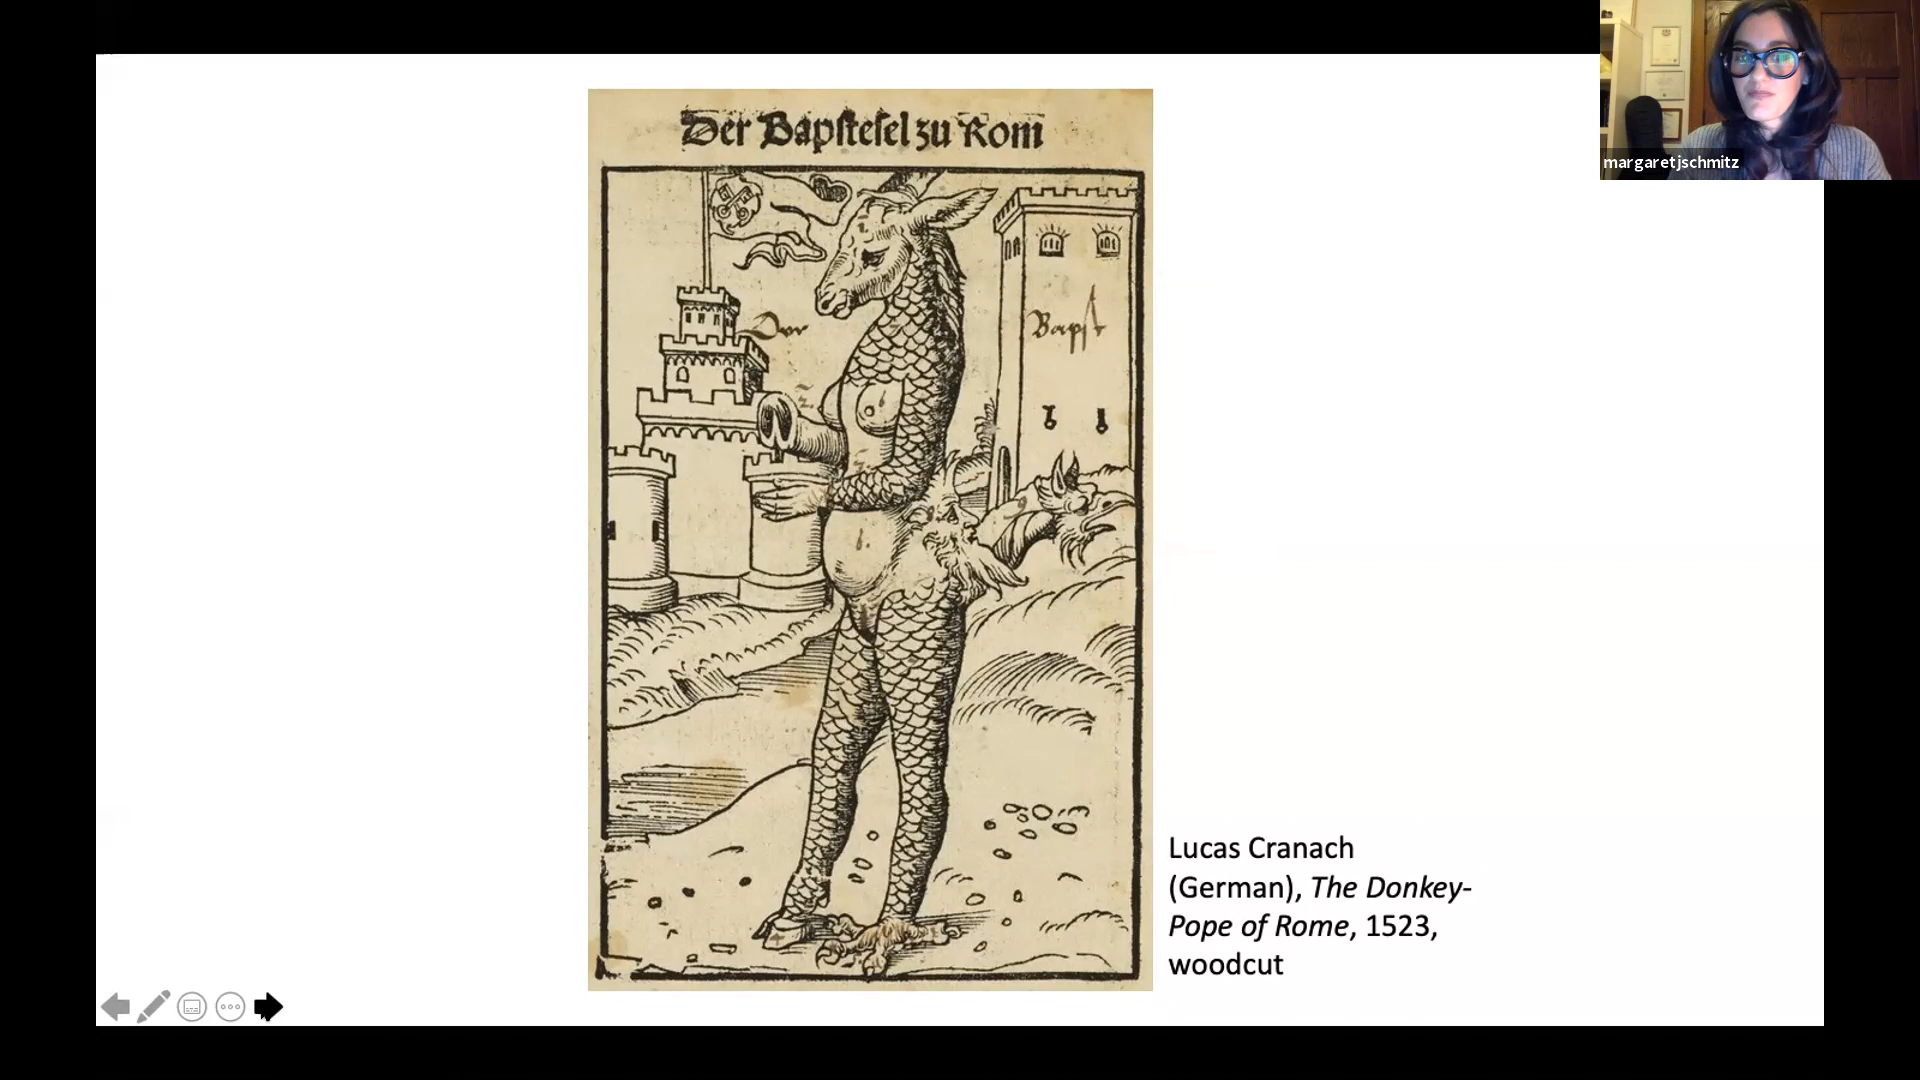 margaretjschmitz
Der Bapſteſel zu Rom
Der
Bapſt
Lucas Cranach
(German), The Donkey-
Pope of Rome, 1523,
woodcut